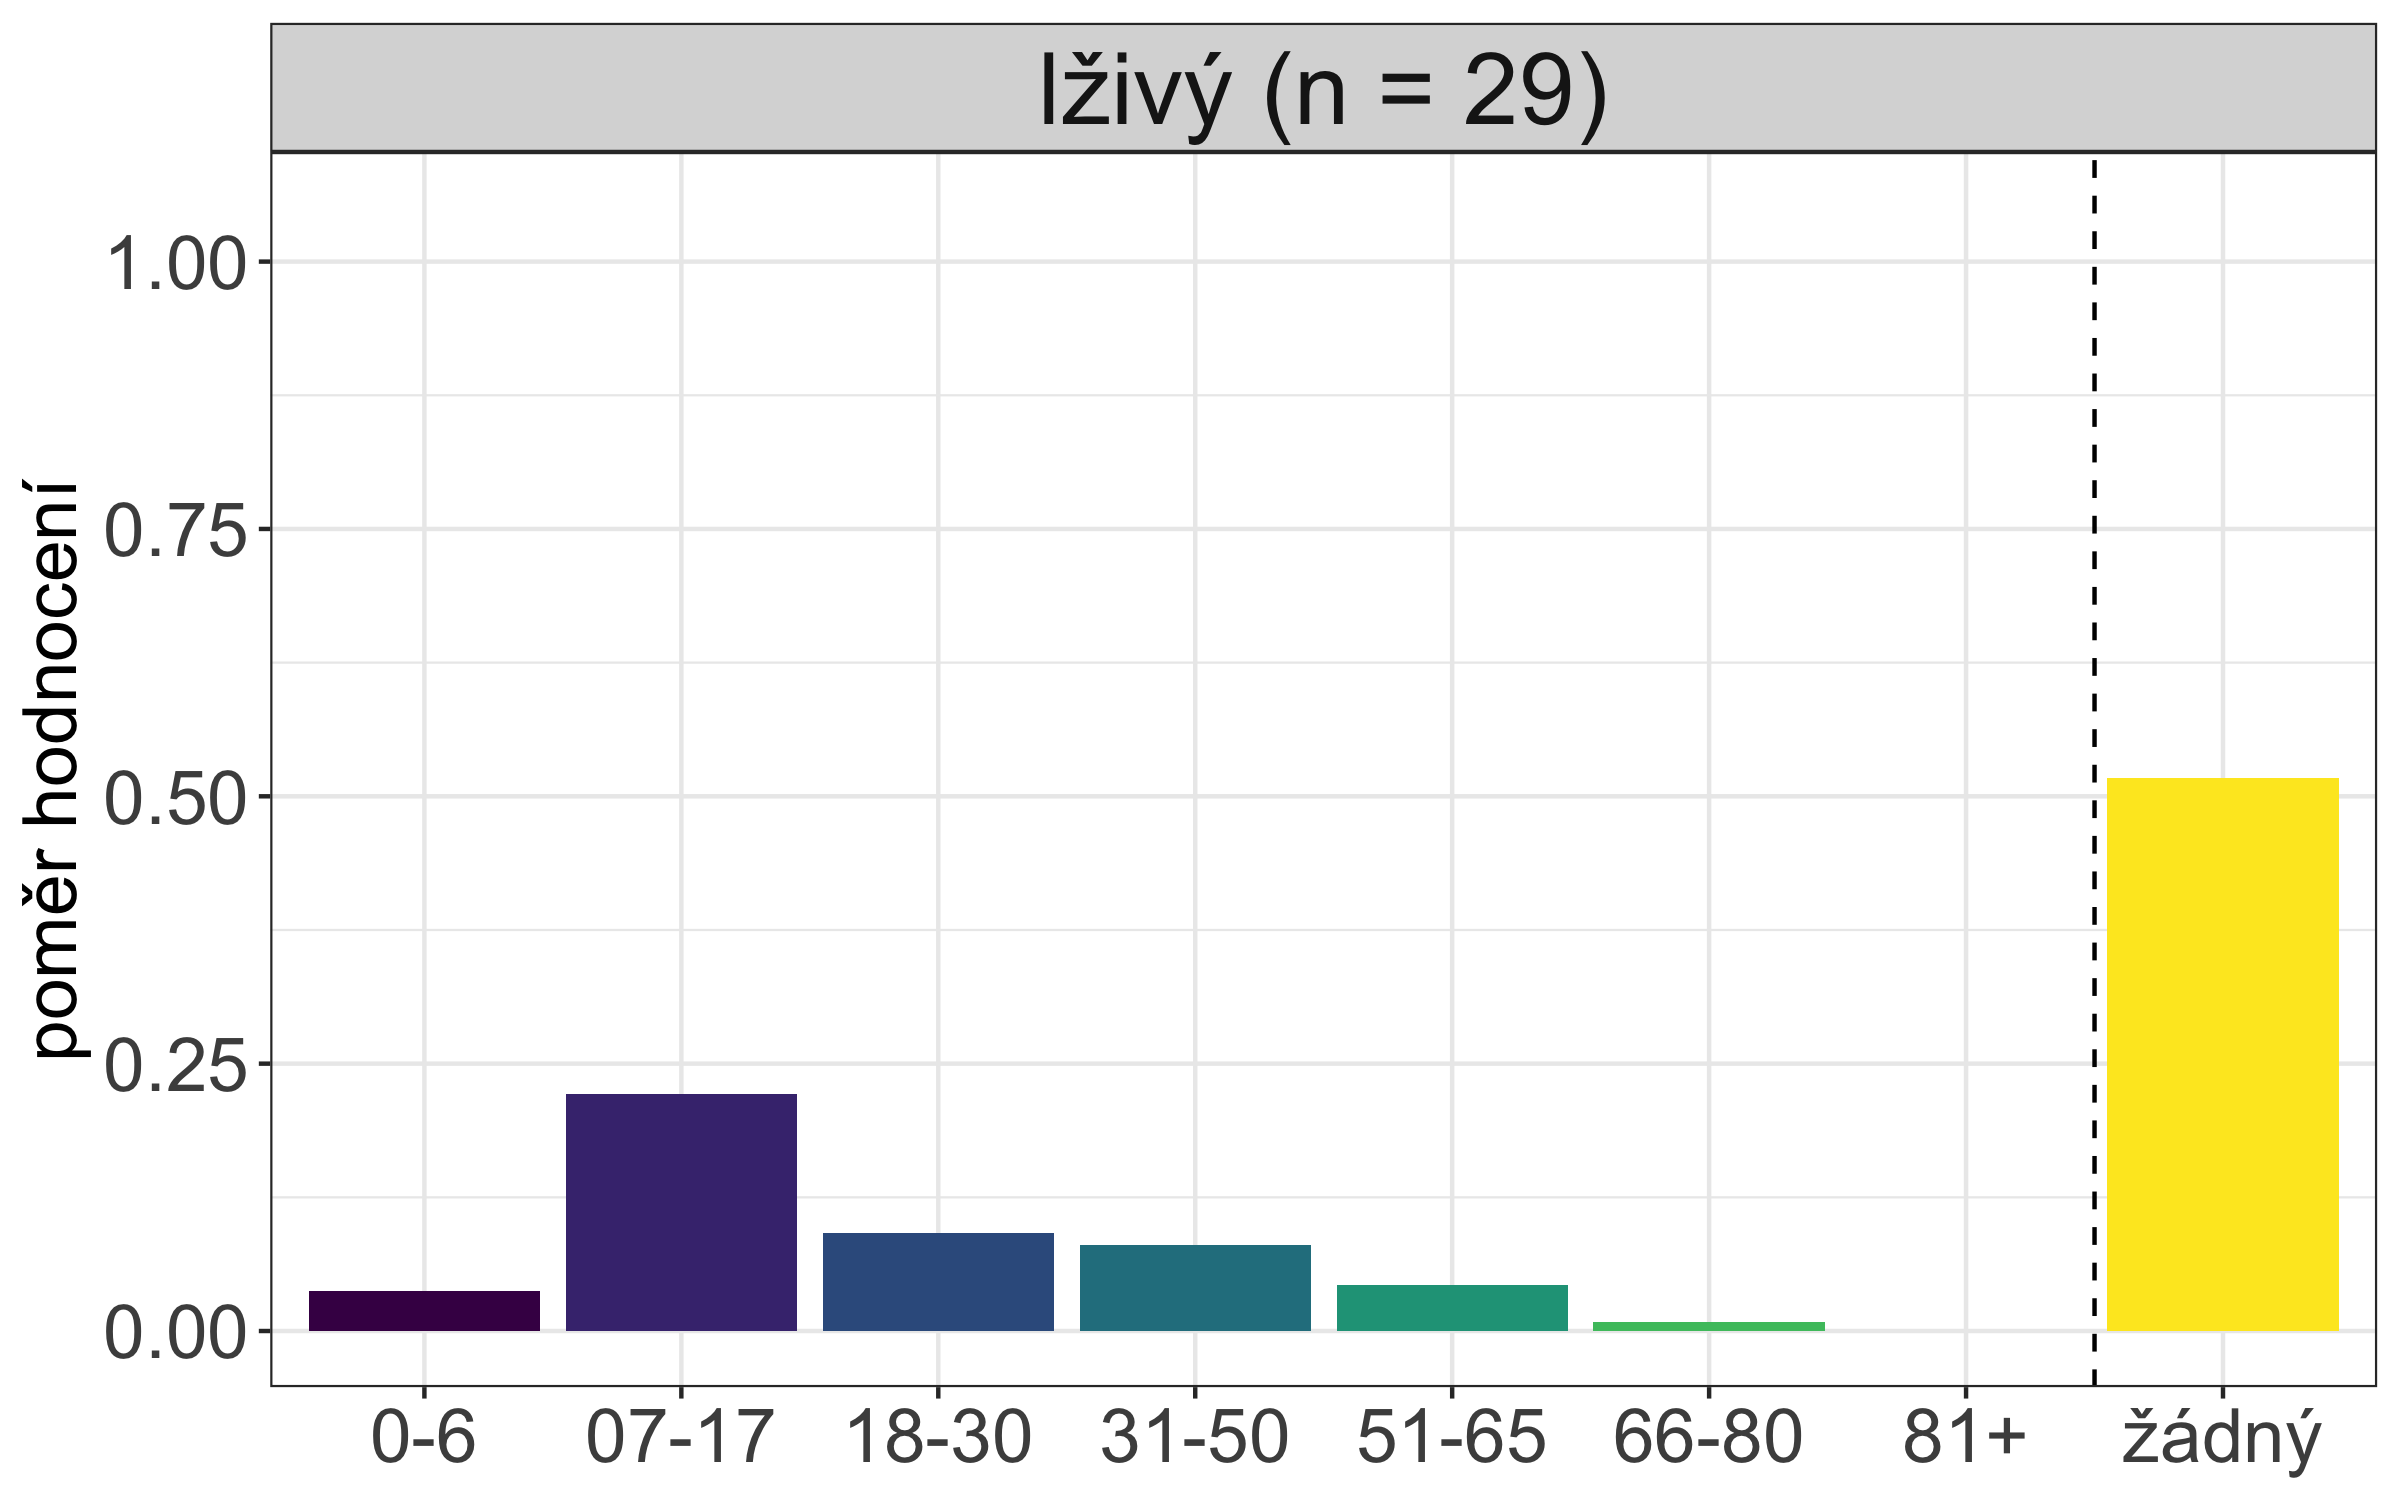 lživý (n = 29)
poměr hodnocení
1.00
0.75
0.50
0.25
0.00
0-6 07-17 18-30 31-50 51-65 66-80 81+ žádný